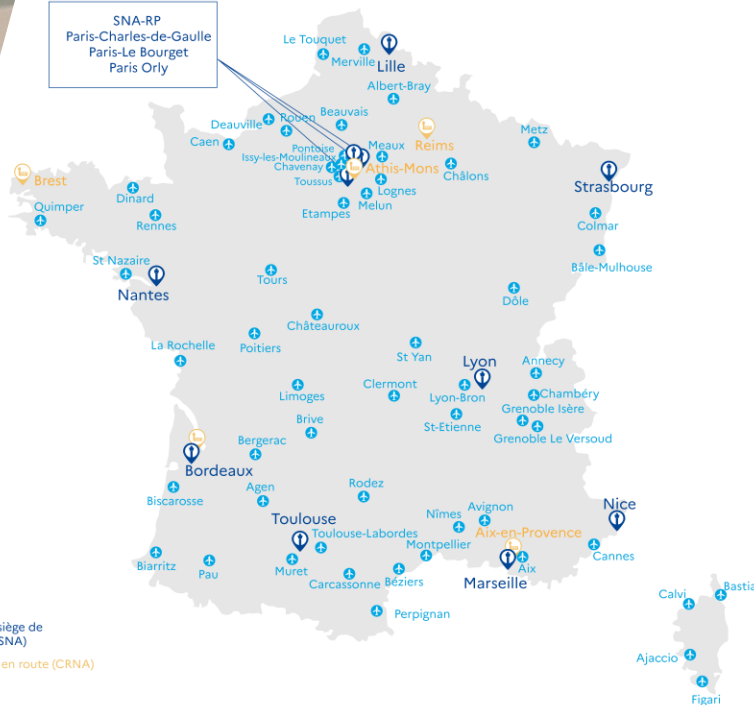 SNA-RP
Paris-Charles-de-Gaulle
Paris-Le Bourget
Paris Orly
Le Touquet
Merville
Lille
Albert-Bray
Beauvais
Deauville
Rouen
Caen
Reims
Metz
Pontoise
Issy-les-Moulineaux
Chavenay
Toussus
Meaux
Athis-Mons
Châlons
Lognes
Melun
Etampes
Strasbourg
Brest
Quimper
Dinard
Rennes
Colmar
Bâle-Mulhouse
St Nazaire
Nantes
Tours
Dôle
Châteauroux
La Rochelle
Poitiers
St Yan
Lyon
Annecy
Limoges
Clermont
Lyon-Bron
Chambéry
Grenoble Isère
St-Etienne
Grenoble Le Versoud
Brive
Bergerac
Bordeaux
Biscarosse
Agen
Rodez
Nîmes
Avignon
Nice
Toulouse
Toulouse-Labordes
Aix-en-Provence
Montpellier
Cannes
Biarritz
Pau
Muret
Carcassonne
Béziers
Marseille
Aix
Perpignan
Calvi
Bastia
Ajaccio
Figari
siège de
SNA)
en route (CRNA)